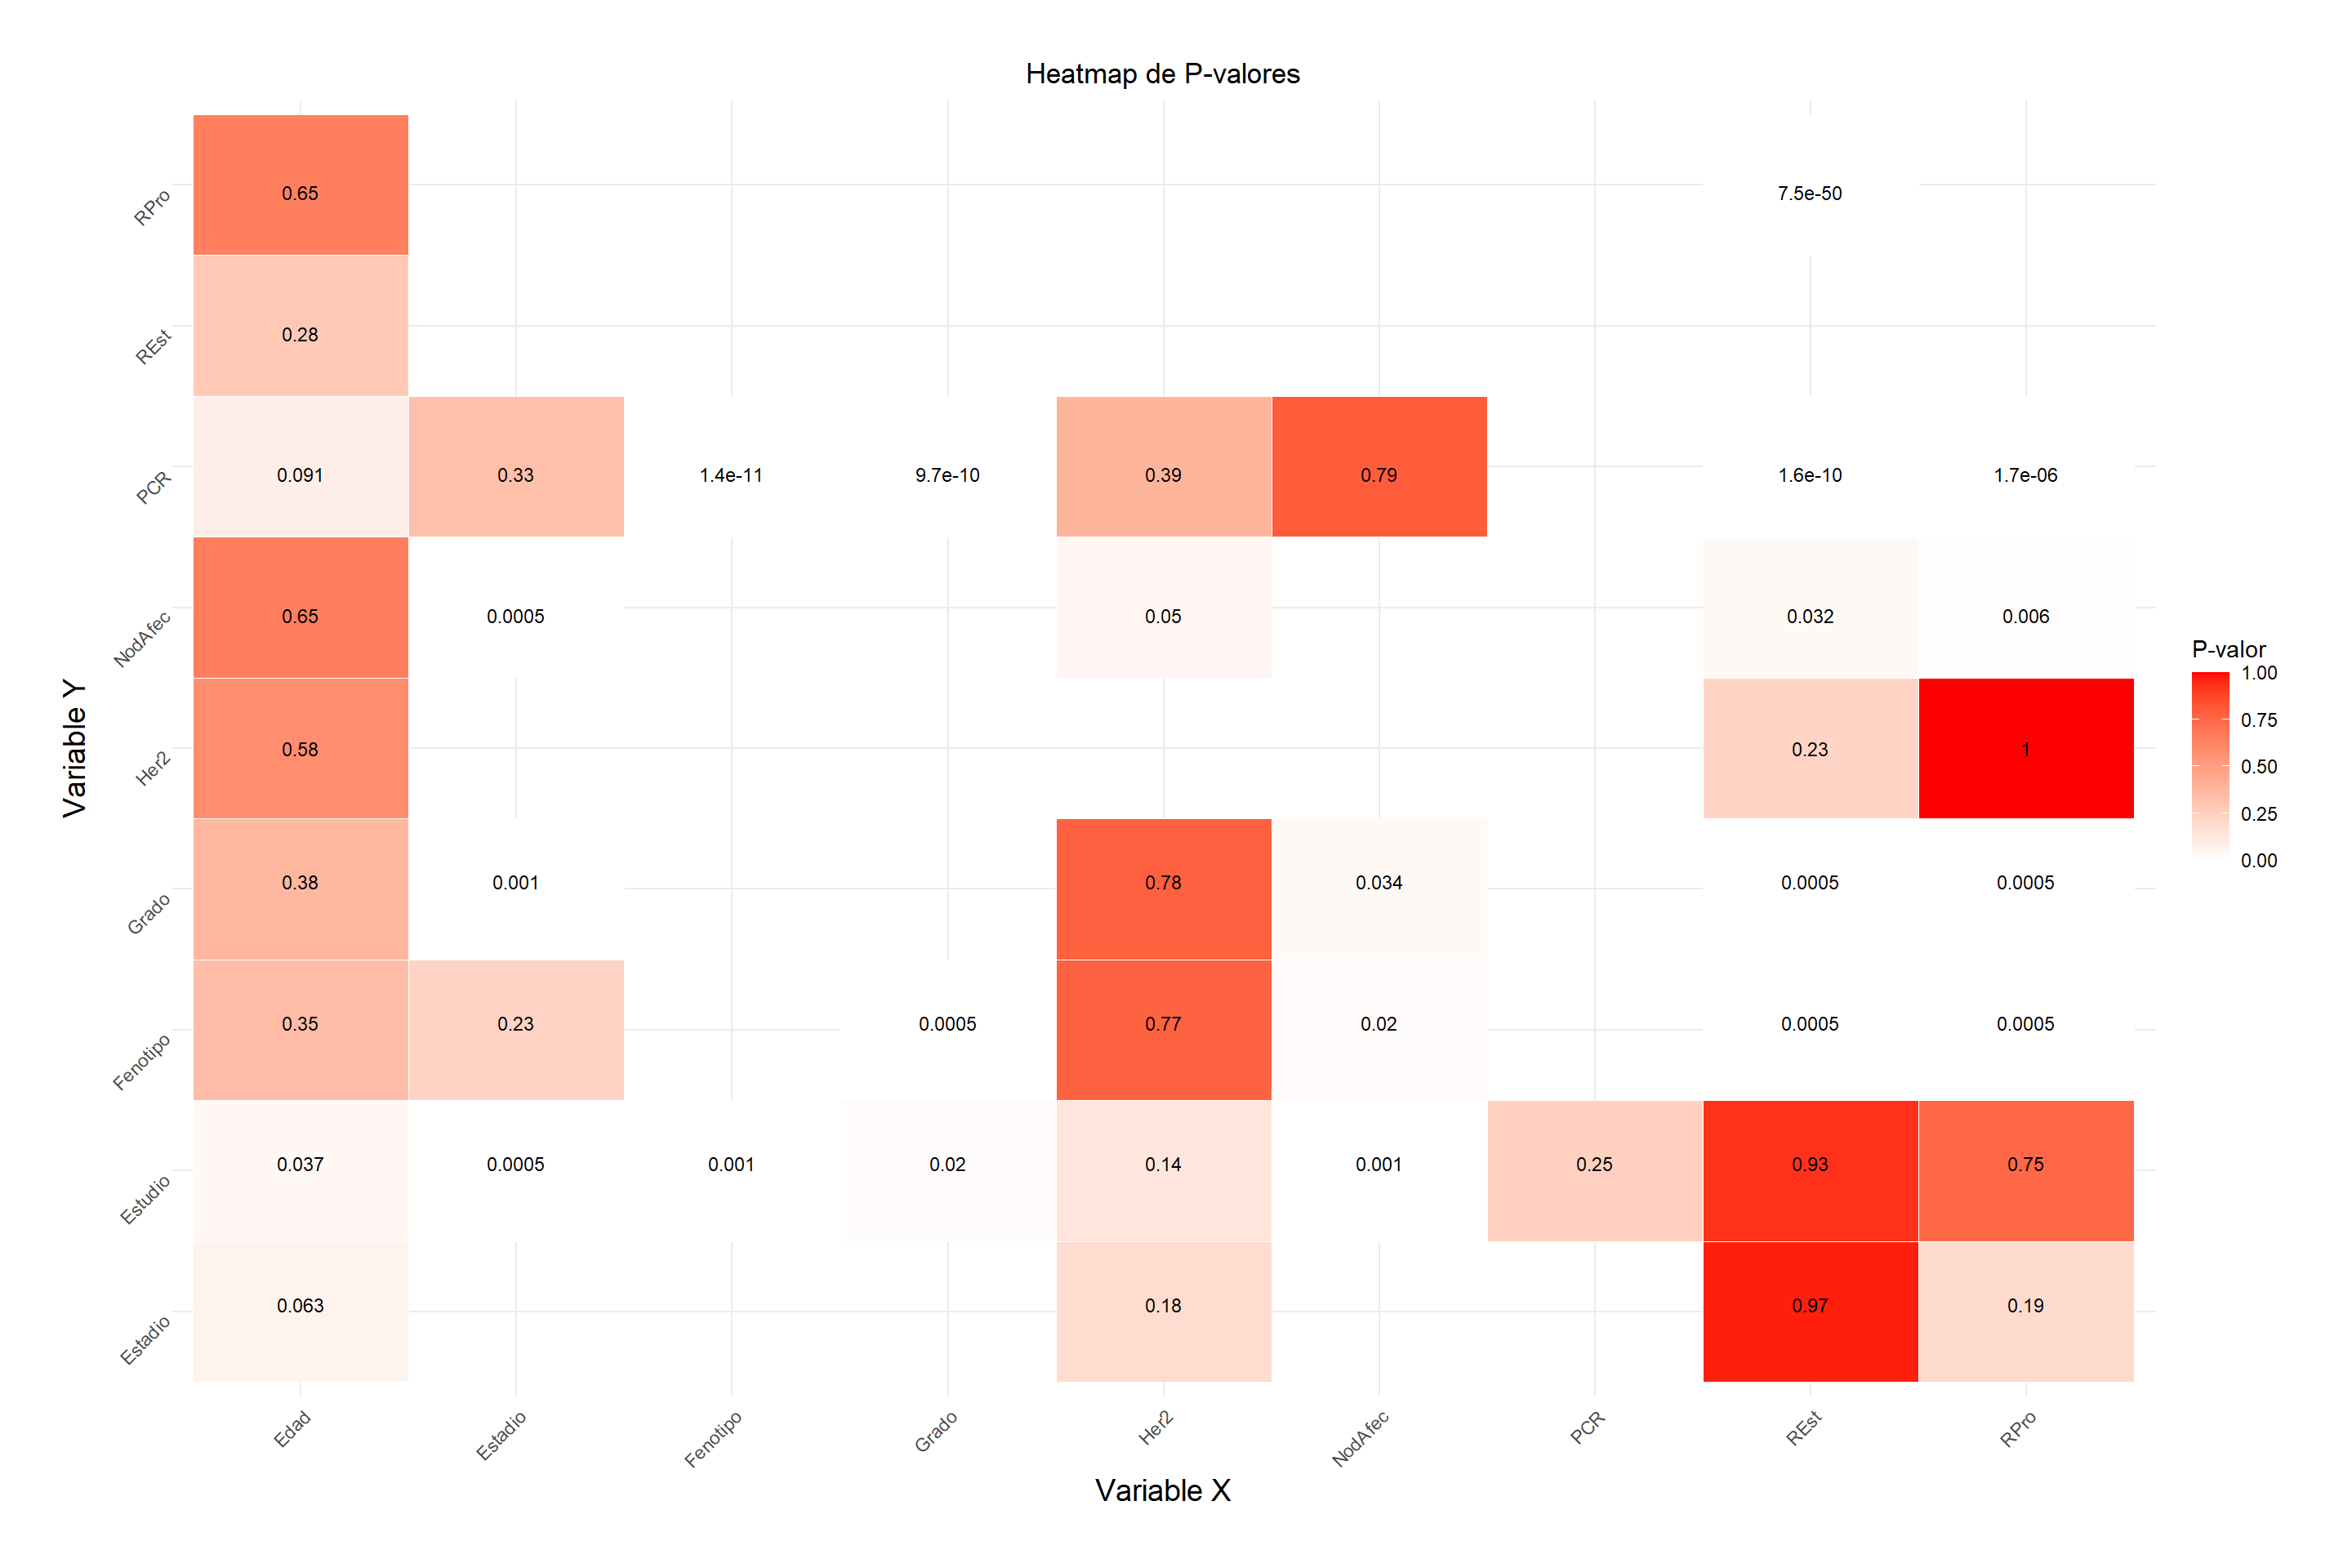 Heatmap de P-valores
RPro 0.65 7.5e-50
REst 0.28
PCR 0.091 0.33 1.4e-11 9.7e-10 0.39 0.79 1.6e-10 1.7e-06
NodAfec 0.65 0.0005 0.05 0.032 0.006
Her2 0.58 0.23 1
Grado 0.38 0.001 0.78 0.034 0.0005 0.0005
Fenotipo 0.35 0.23 0.0005 0.77 0.02 0.0005 0.0005
Estudio 0.037 0.0005 0.001 0.02 0.14 0.001 0.25 0.93 0.75
Estadio 0.063 0.18 0.97 0.19
Edad Estadio Fenotipo Grado Her2 NodAfec PCR REst RPro
Variable X
Variable Y
P-valor
1.00
0.75
0.50
0.25
0.00